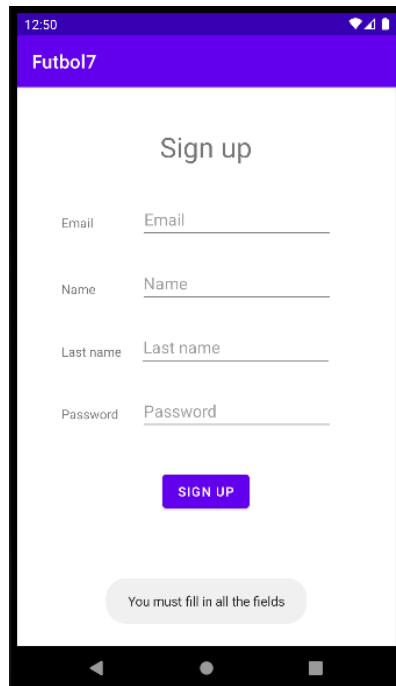 12:50
Futbol7
Sign up
Email Email
Name Name
Last name Last name
Password Password
SIGN UP
You must fill in all the fields